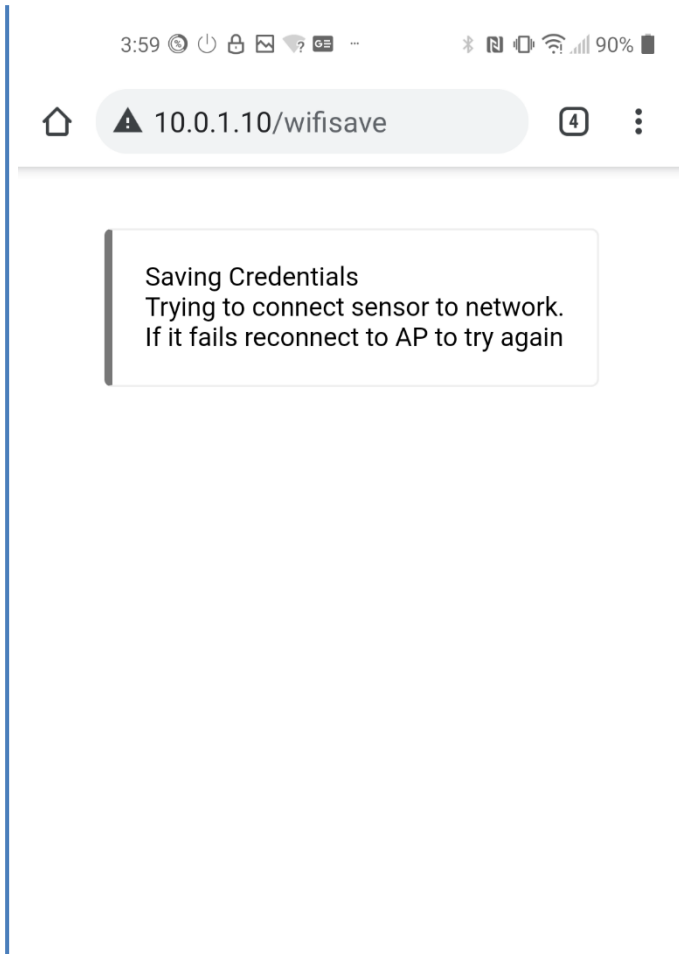 3:59 GE ... 90%
10.0.1.10/wifisave 4
Saving Credentials
Trying to connect sensor to network.
If it fails reconnect to AP to try again